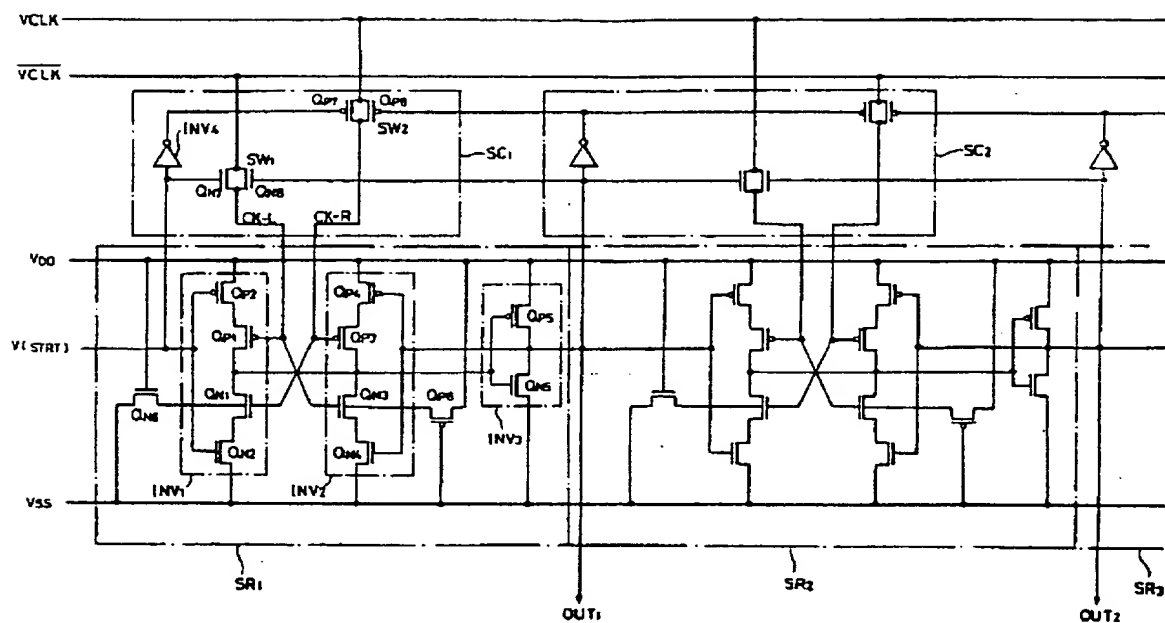 VCLK
VCLK
QP7 QP8
INV4
SW2
SC1
SC2
SW1
QN7 QN8
CK-L CK-R
VDD
QP2 QP4
QP5
QP1 QP3
V(STRT)
QN1 QN3 QP6 QN5
QN6
INV3
QN2 QN4
INV1 INV2
VSS
SR1 SR2 SR3
OUT1 OUT2